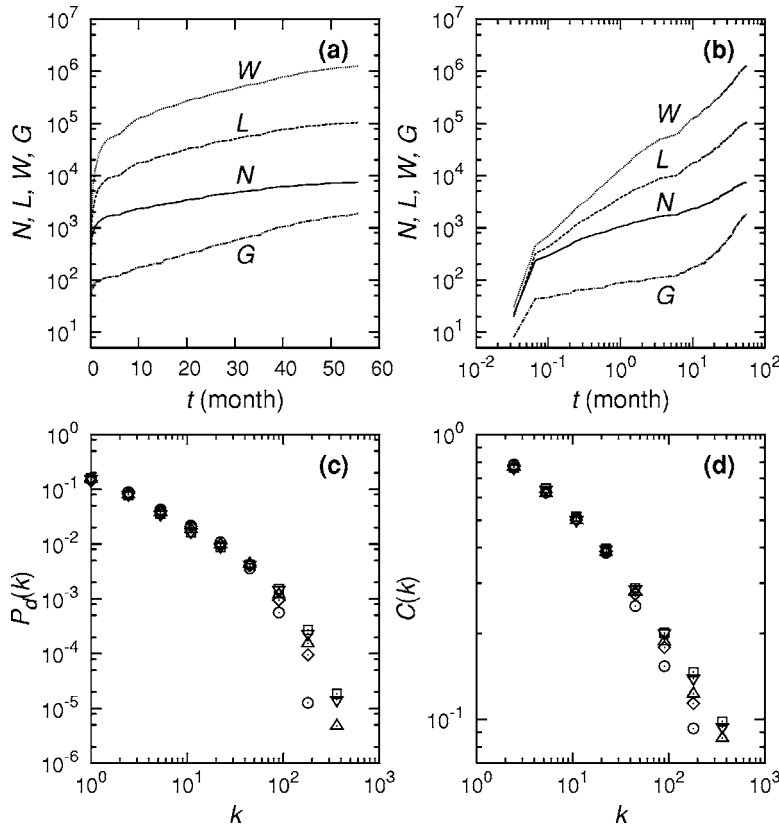 (a)
N, L, W, G
10^7
10^6
10^5
10^4
10^3
10^2
10^1
W
L
N
G
0 10 20 30 40 50 60
t (month)
(b)
N, L, W, G
10^7
10^6
10^5
10^4
10^3
10^2
10^1
W
L
N
G
10^-2 10^-1 10^0 10^1 10^2
t (month)
(c)
P_d(k)
10^0
10^-1
10^-2
10^-3
10^-4
10^-5
10^-6
10^0 10^1 10^2 10^3
k
(d)
C(k)
10^0
10^-1
10^0 10^1 10^2 10^3
k